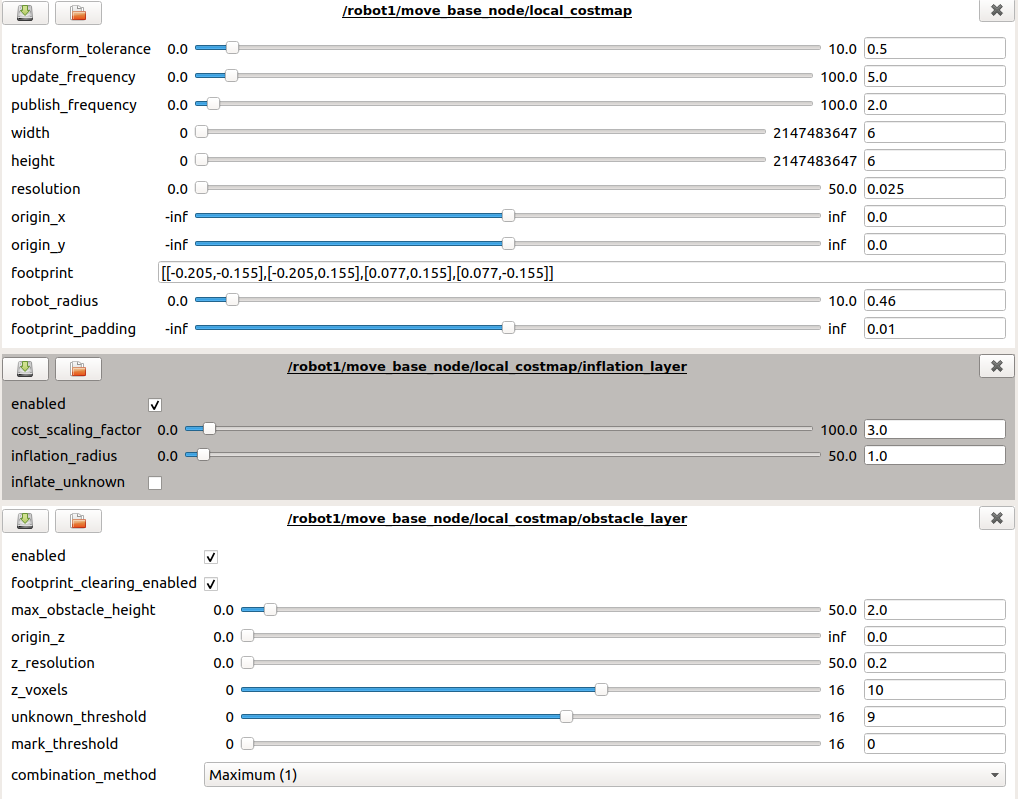 /robot1/move_base_node/local_costmap
transform_tolerance 0.0 10.0 0.5
update_frequency 0.0 100.0 5.0
publish_frequency 0.0 100.0 2.0
width 0 2147483647 6
height 0 2147483647 6
resolution 0.0 50.0 0.025
origin_x -inf inf 0.0
origin_y -inf inf 0.0
footprint [[-0.205,-0.155],[-0.205,0.155],[0.077,0.155],[0.077,-0.155]]
robot_radius 0.0 10.0 0.46
footprint_padding -inf inf 0.01
/robot1/move_base_node/local_costmap/inflation_layer
enabled
cost_scaling_factor 0.0 100.0 3.0
inflation_radius 0.0 50.0 1.0
inflate_unknown
/robot1/move_base_node/local_costmap/obstacle_layer
enabled
footprint_clearing_enabled
max_obstacle_height 0.0 50.0 2.0
origin_z 0.0 inf 0.0
z_resolution 0.0 50.0 0.2
z_voxels 0 16 10
unknown_threshold 0 16 9
mark_threshold 0 16 0
combination_method Maximum (1)